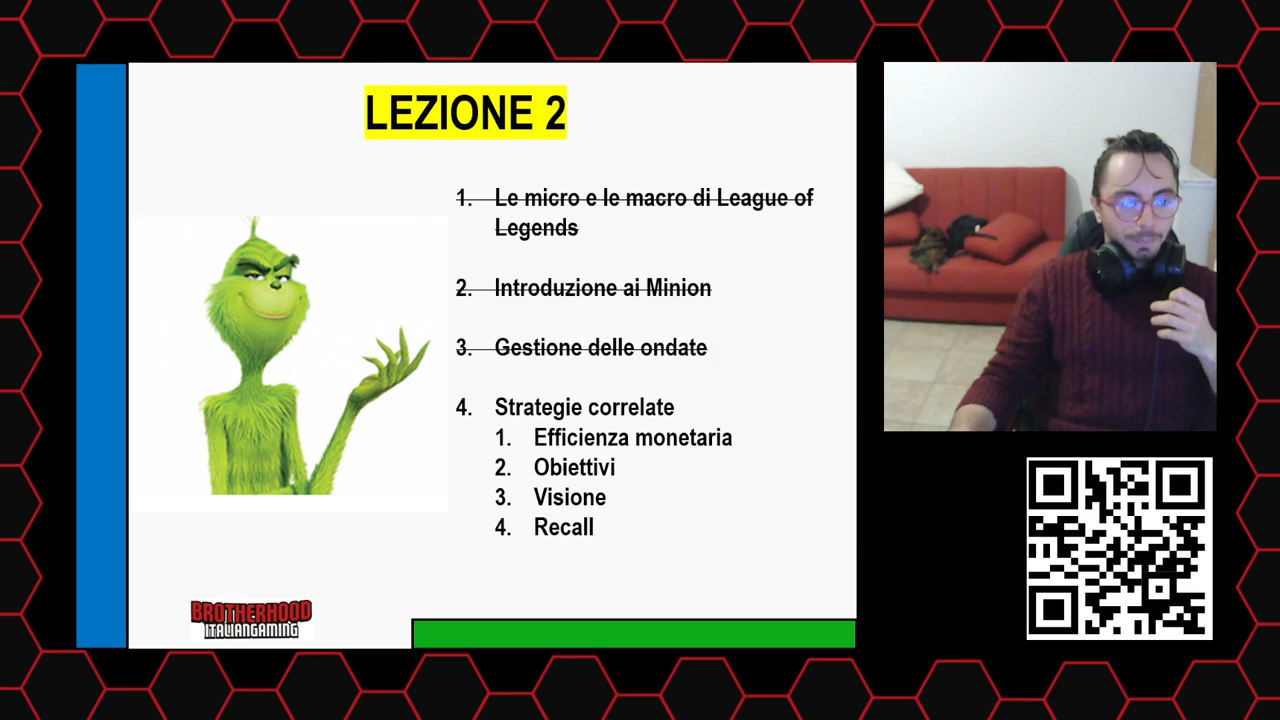 LEZIONE 2
1. Le micro e le macro di League of
Legends
2. Introduzione ai Minion
3. Gestione delle ondate
4. Strategie correlate
1. Efficienza monetaria
2. Obiettivi
3. Visione
4. Recall
BROTHERHOOD
ITALIANGAMING